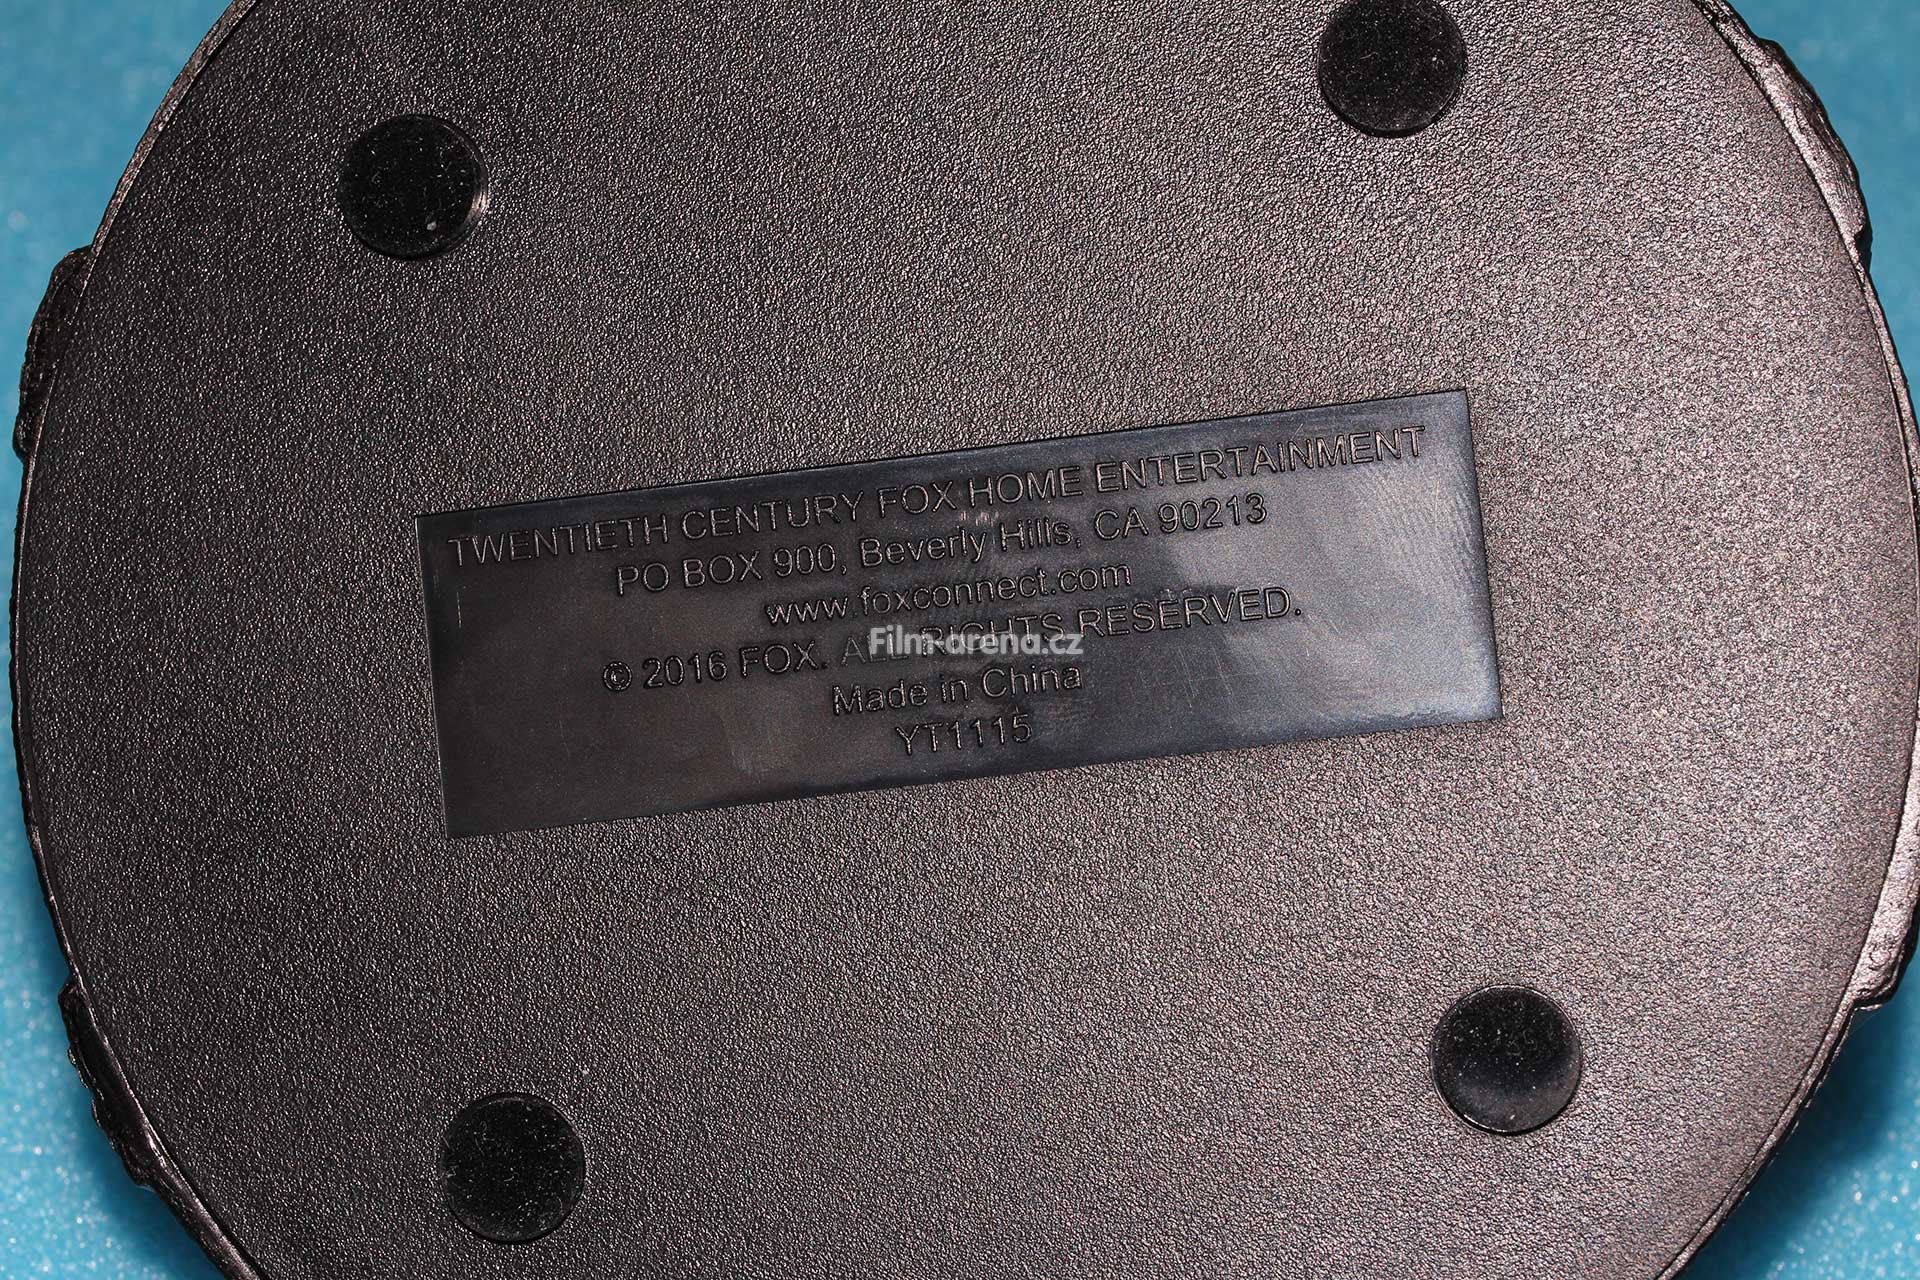 TWENTIETH CENTURY FOX HOME ENTERTAINMENT
PO BOX 900, Beverly Hills, CA 90213
www.foxconnect.com
© 2016 FOX. ALL RIGHTS RESERVED.
Film-arena.cz
Made in China
YT1115